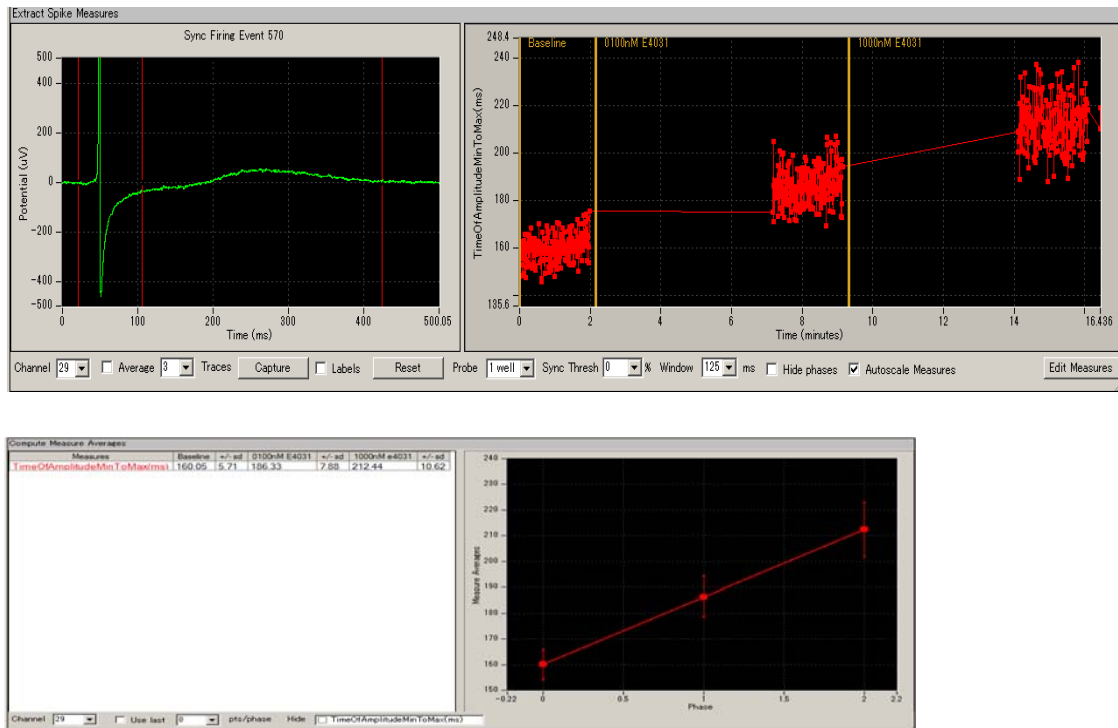 Extract Spike Measures
Sync Firing Event 570
Potential (uV)
500
400
200
0
-200
-400
-500
0 100 200 300 400 500.05
Time (ms)
TimeOfAmplitudeMinToMax(ms)
248.4
240
220
200
180
160
135.6
Baseline 0100nM E4031 1000nM E4031
0 2 4 6 8 10 12 14 16.436
Time (minutes)
Channel 29 Average 3 Traces Capture Labels Reset Probe 1 well Sync Thresh 0 % Window 125 ms Hide phases Autoscale Measures Edit Measures
Compute Measure Averages
Measures Baseline +/- sd 0100nM E4031 +/- sd 1000nM e4031 +/- sd
TimeOfAmplitudeMinToMax(ms) 160.05 5.71 186.33 7.88 212.44 10.62
Measure Averages
240
230
220
210
200
190
180
170
160
150
-0.22 0 0.5 1 1.5 2 2.2
Phase
Channel 29 Use last 0 pts/phase Hide TimeOfAmplitudeMinToMax(ms)